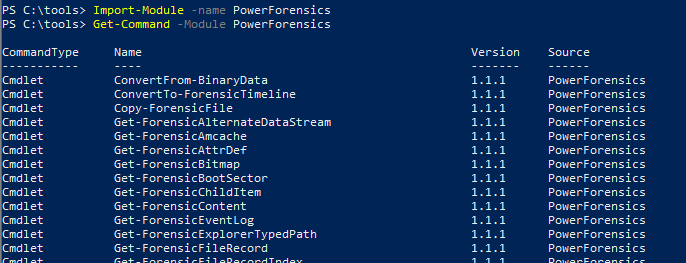 PS C:\tools> Import-Module -name PowerForensics
PS C:\tools> Get-Command -Module PowerForensics
CommandType Name Version Source
----------- ---- ------- ------
Cmdlet ConvertFrom-BinaryData 1.1.1 PowerForensics
Cmdlet ConvertTo-ForensicTimeline 1.1.1 PowerForensics
Cmdlet Copy-ForensicFile 1.1.1 PowerForensics
Cmdlet Get-ForensicAlternateDataStream 1.1.1 PowerForensics
Cmdlet Get-ForensicAmcache 1.1.1 PowerForensics
Cmdlet Get-ForensicAttrDef 1.1.1 PowerForensics
Cmdlet Get-ForensicBitmap 1.1.1 PowerForensics
Cmdlet Get-ForensicBootSector 1.1.1 PowerForensics
Cmdlet Get-ForensicChildItem 1.1.1 PowerForensics
Cmdlet Get-ForensicContent 1.1.1 PowerForensics
Cmdlet Get-ForensicEventLog 1.1.1 PowerForensics
Cmdlet Get-ForensicExplorerTypedPath 1.1.1 PowerForensics
Cmdlet Get-ForensicFileRecord 1.1.1 PowerForensics
Cmdlet Get-ForensicFileRecordIndex 1.1.1 PowerForensics